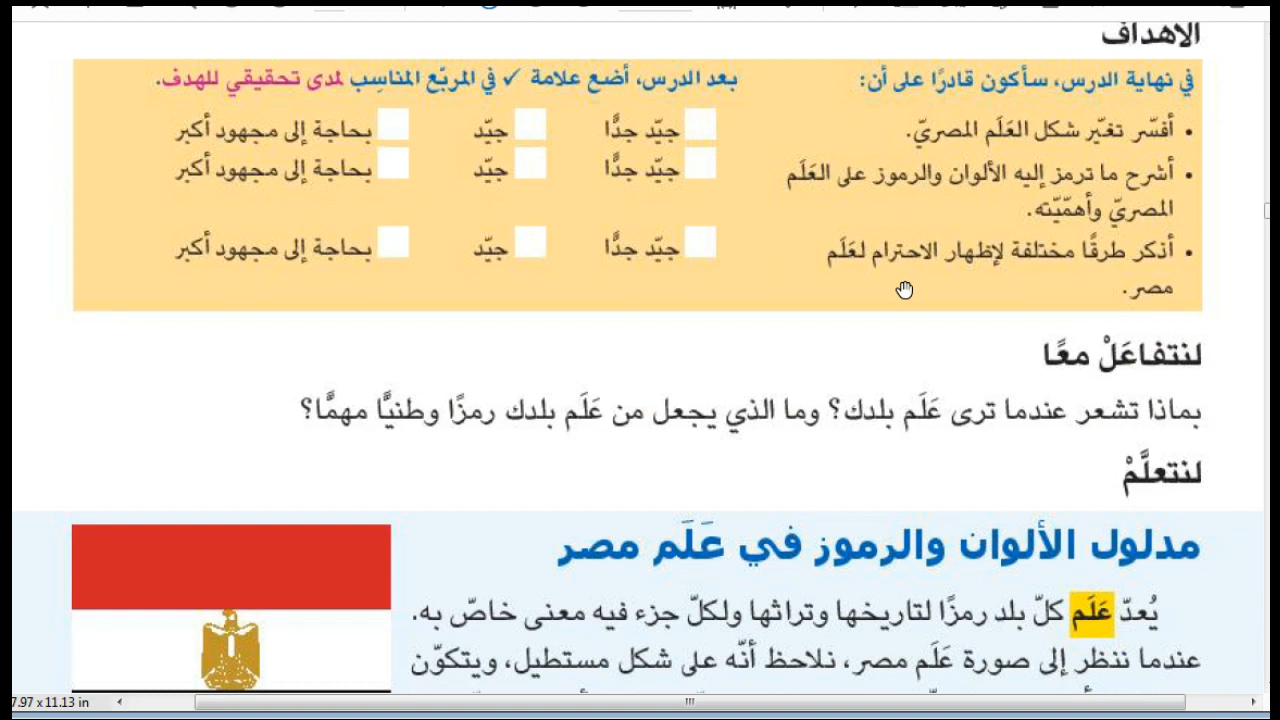 الأهداف
في نهاية الدرس، سأكون قادرًا على أن: بعد الدرس، أضع علامة ✓ في المربّع المناسِب لمدى تحقيقي للهدف.
• أفسّر تغيّر شكل العَلَم المصريّ. جيّد جدًّا جيّد بحاجة إلى مجهود أكبر
• أشرح ما ترمز إليه الألوان والرموز على العَلَم جيّد جدًّا جيّد بحاجة إلى مجهود أكبر
المصريّ وأهمّيّته.
• أذكر طرقًا مختلفة لإظهار الاحترام لعَلَم جيّد جدًّا جيّد بحاجة إلى مجهود أكبر
مصر.
لنتفاعَلْ معًا
بماذا تشعر عندما ترى عَلَم بلدك؟ وما الذي يجعل من عَلَم بلدك رمزًا وطنيًّا مهمًّا؟
لنتعلَّمْ
مدلول الألوان والرموز في عَلَم مصر
يُعدّ عَلَم كلّ بلد رمزًا لتاريخها وتراثها ولكلّ جزء فيه معنى خاصّ به.
عندما ننظر إلى صورة عَلَم مصر، نلاحظ أنّه على شكل مستطيل، ويتكوّن
7.97 x 11.13 in